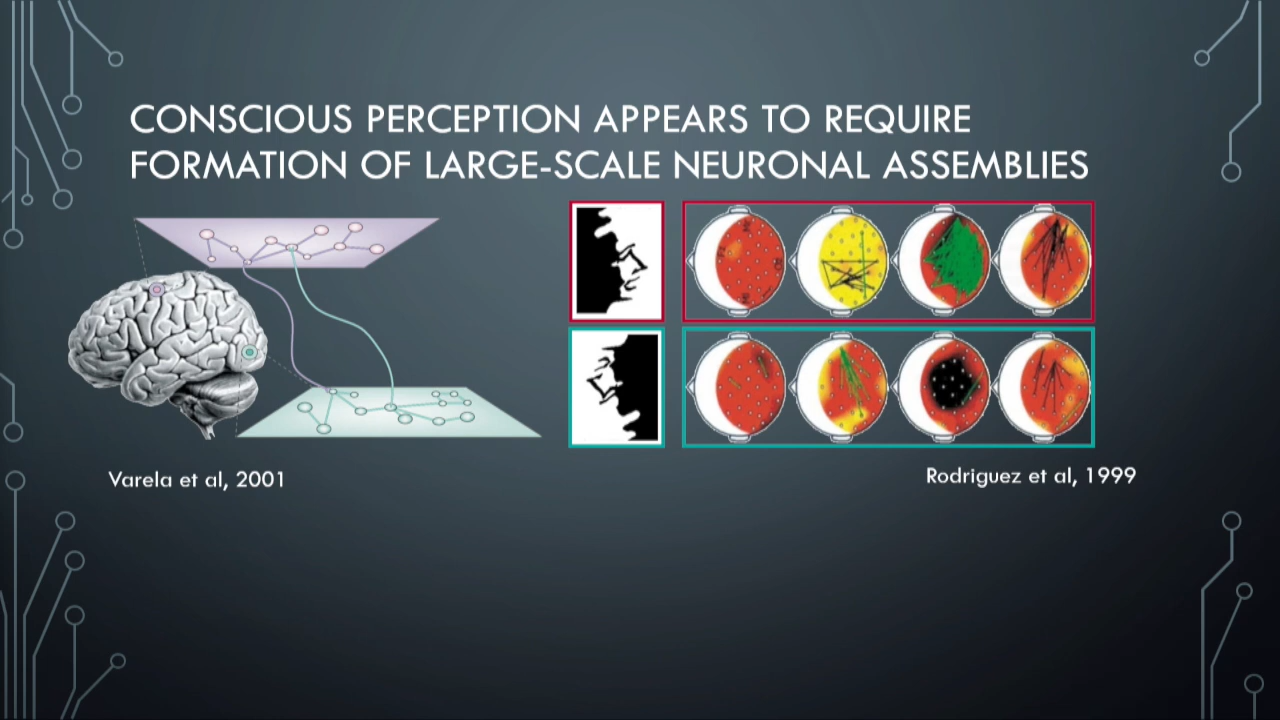 CONSCIOUS PERCEPTION APPEARS TO REQUIRE
FORMATION OF LARGE-SCALE NEURONAL ASSEMBLIES
Varela et al, 2001
Rodriguez et al, 1999